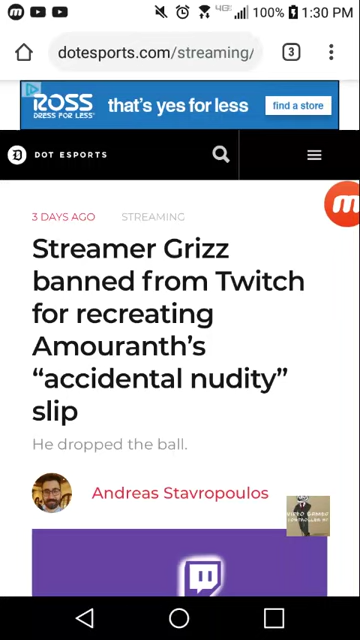 4G 100% 1:30 PM
dotesports.com/streaming/ 3
ROSS
DRESS FOR LESS
that's yes for less
find a store
DOT ESPORTS
3 DAYS AGO STREAMING
Streamer Grizz
banned from Twitch
for recreating
Amouranth's
“accidental nudity”
slip
He dropped the ball.
Andreas Stavropoulos